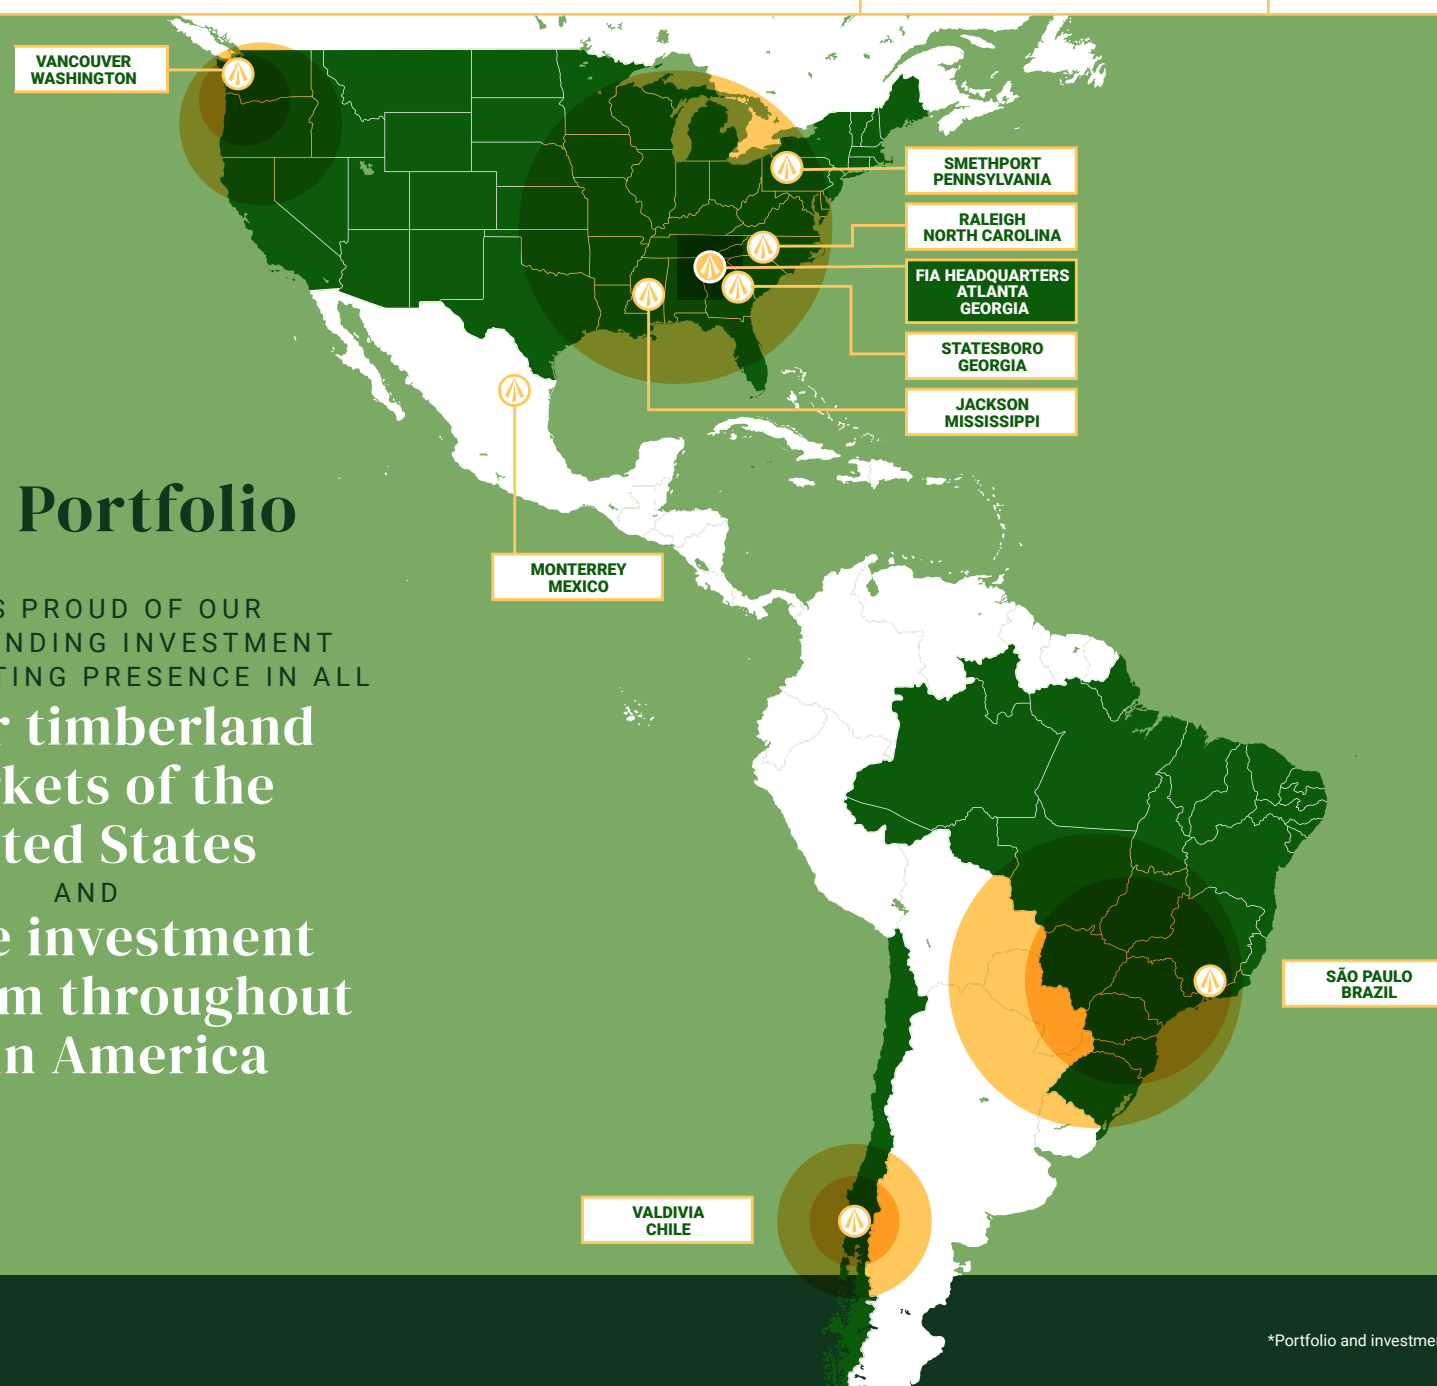 VANCOUVER
WASHINGTON
SMETHPORT
PENNSYLVANIA
RALEIGH
NORTH CAROLINA
FIA HEADQUARTERS
ATLANTA
GEORGIA
STATESBORO
GEORGIA
JACKSON
MISSISSIPPI
MONTERREY
MEXICO
Portfolio
S PROUD OF OUR
NDING INVESTMENT
TING PRESENCE IN ALL
r timberland
kets of the
ted States
AND
e investment
m throughout
n America
SÃO PAULO
BRAZIL
VALDIVIA
CHILE
*Portfolio and investme